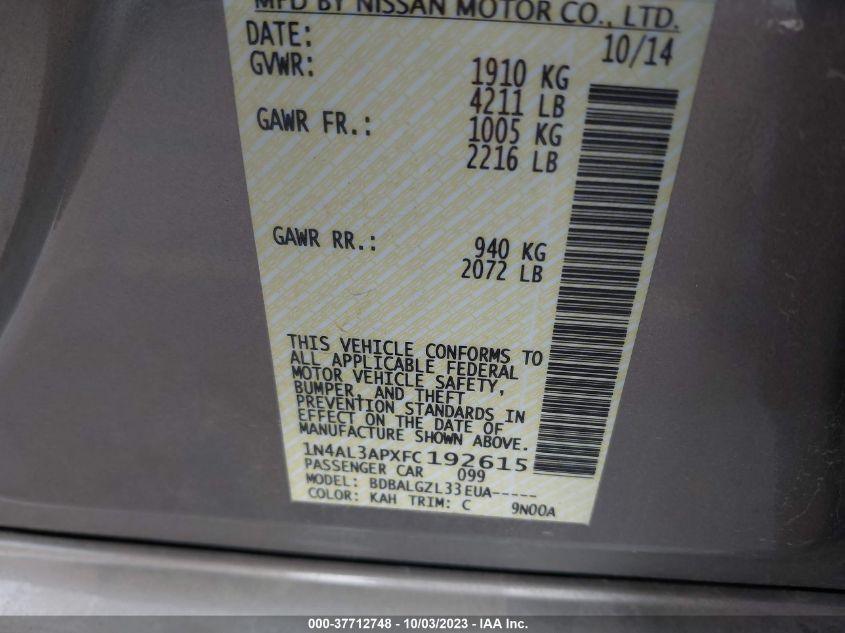 MFD BY NISSAN MOTOR CO., LTD.
DATE: 10/14
GVWR: 1910 KG
4211 LB
GAWR FR.: 1005 KG
2216 LB
GAWR RR.: 940 KG
2072 LB
THIS VEHICLE CONFORMS TO
ALL APPLICABLE FEDERAL
MOTOR VEHICLE SAFETY,
BUMPER, AND THEFT
PREVENTION STANDARDS IN
EFFECT ON THE DATE OF
MANUFACTURE SHOWN ABOVE.
1N4AL3APXFC192615
PASSENGER CAR 099
MODEL: BDBALGZL33EUA-----
COLOR: KAH TRIM: C 9N00A
000-37712748 - 10/03/2023 - IAA Inc.